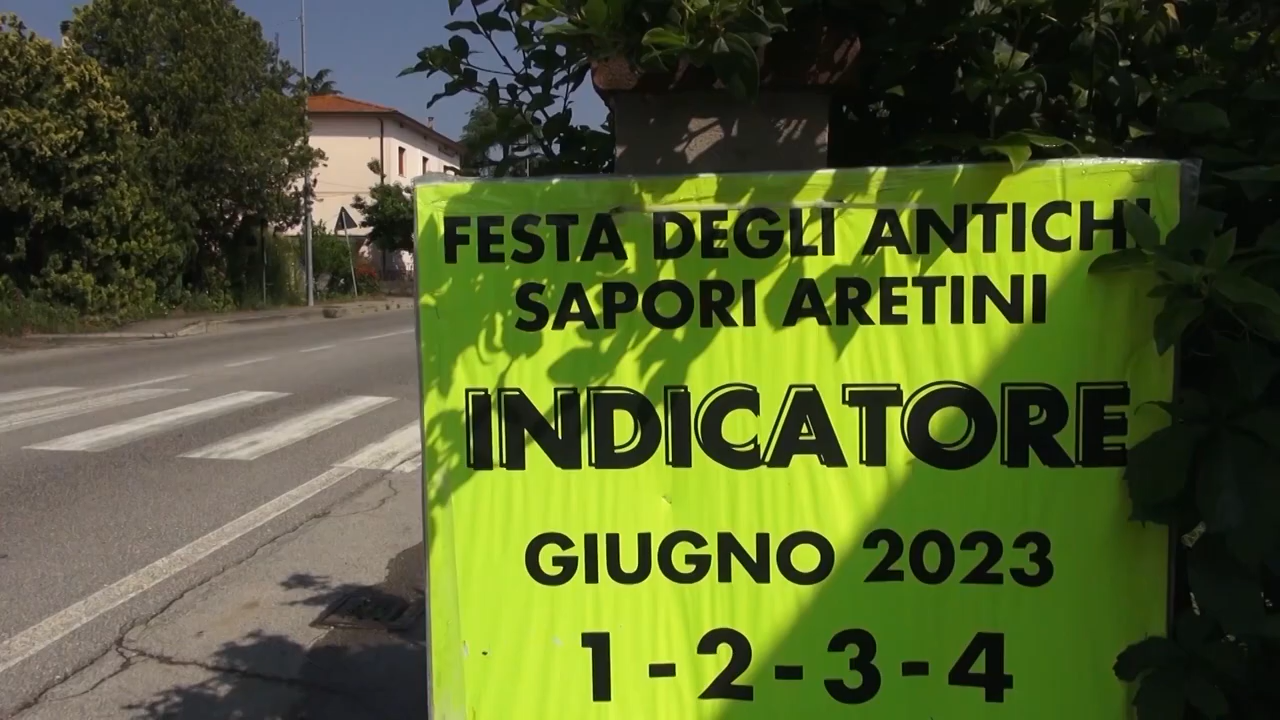 FESTA DEGLI ANTICHI
SAPORI ARETINI
INDICATORE
GIUGNO 2023
1-2-3-4